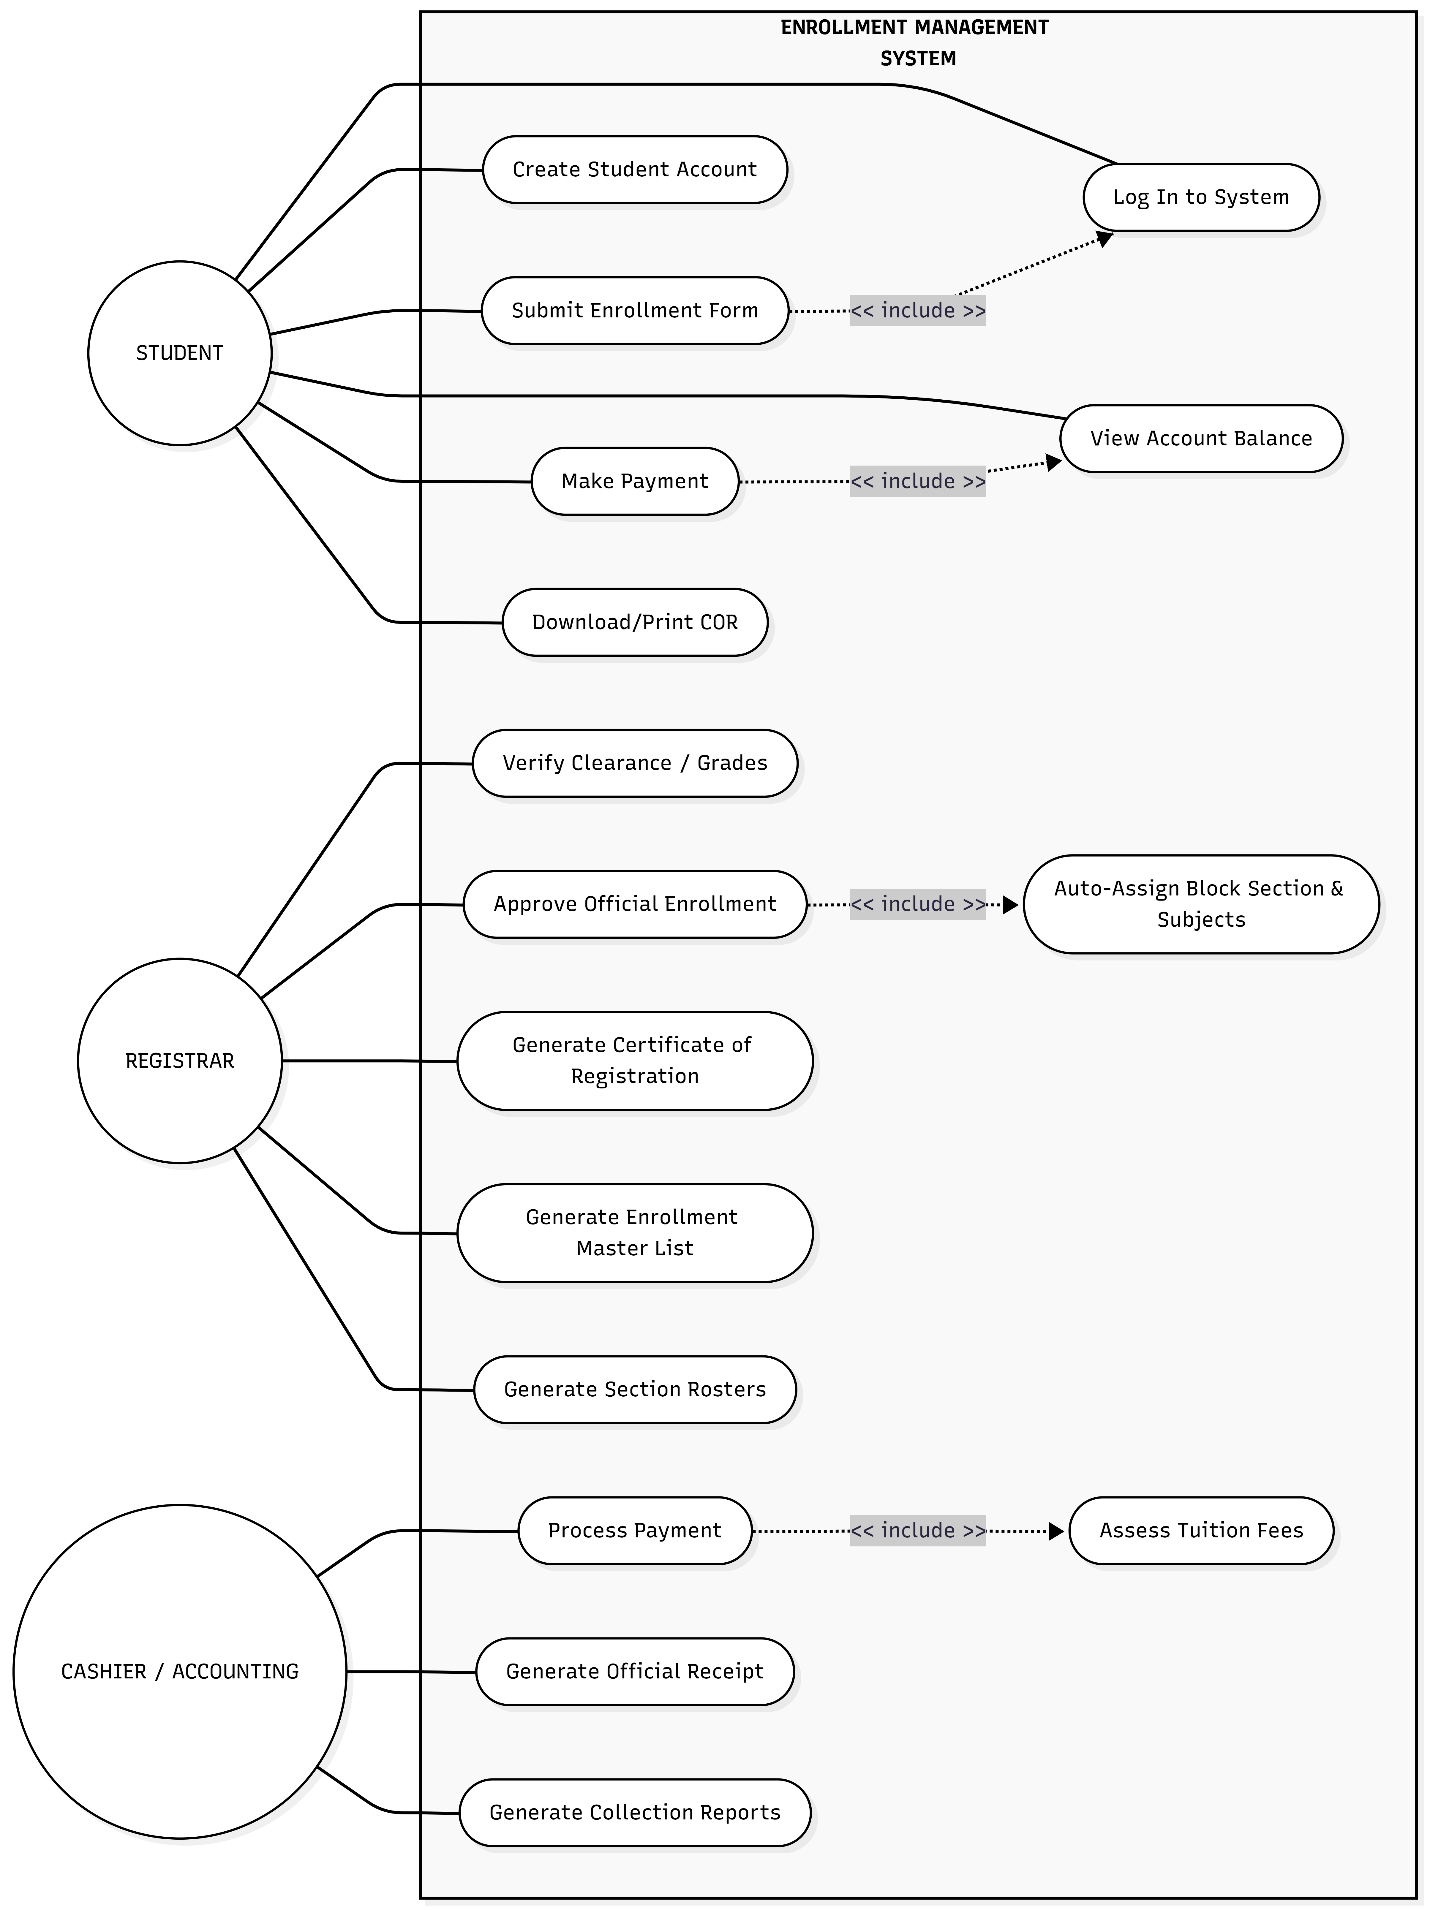 ENROLLMENT MANAGEMENT
SYSTEM
Create Student Account
Log In to System
Submit Enrollment Form
<< include >>
STUDENT
View Account Balance
Make Payment
<< include >>
Download/Print COR
Verify Clearance / Grades
Approve Official Enrollment
<< include >>
Auto-Assign Block Section &
Subjects
REGISTRAR
Generate Certificate of
Registration
Generate Enrollment
Master List
Generate Section Rosters
Process Payment
<< include >>
Assess Tuition Fees
CASHIER / ACCOUNTING
Generate Official Receipt
Generate Collection Reports